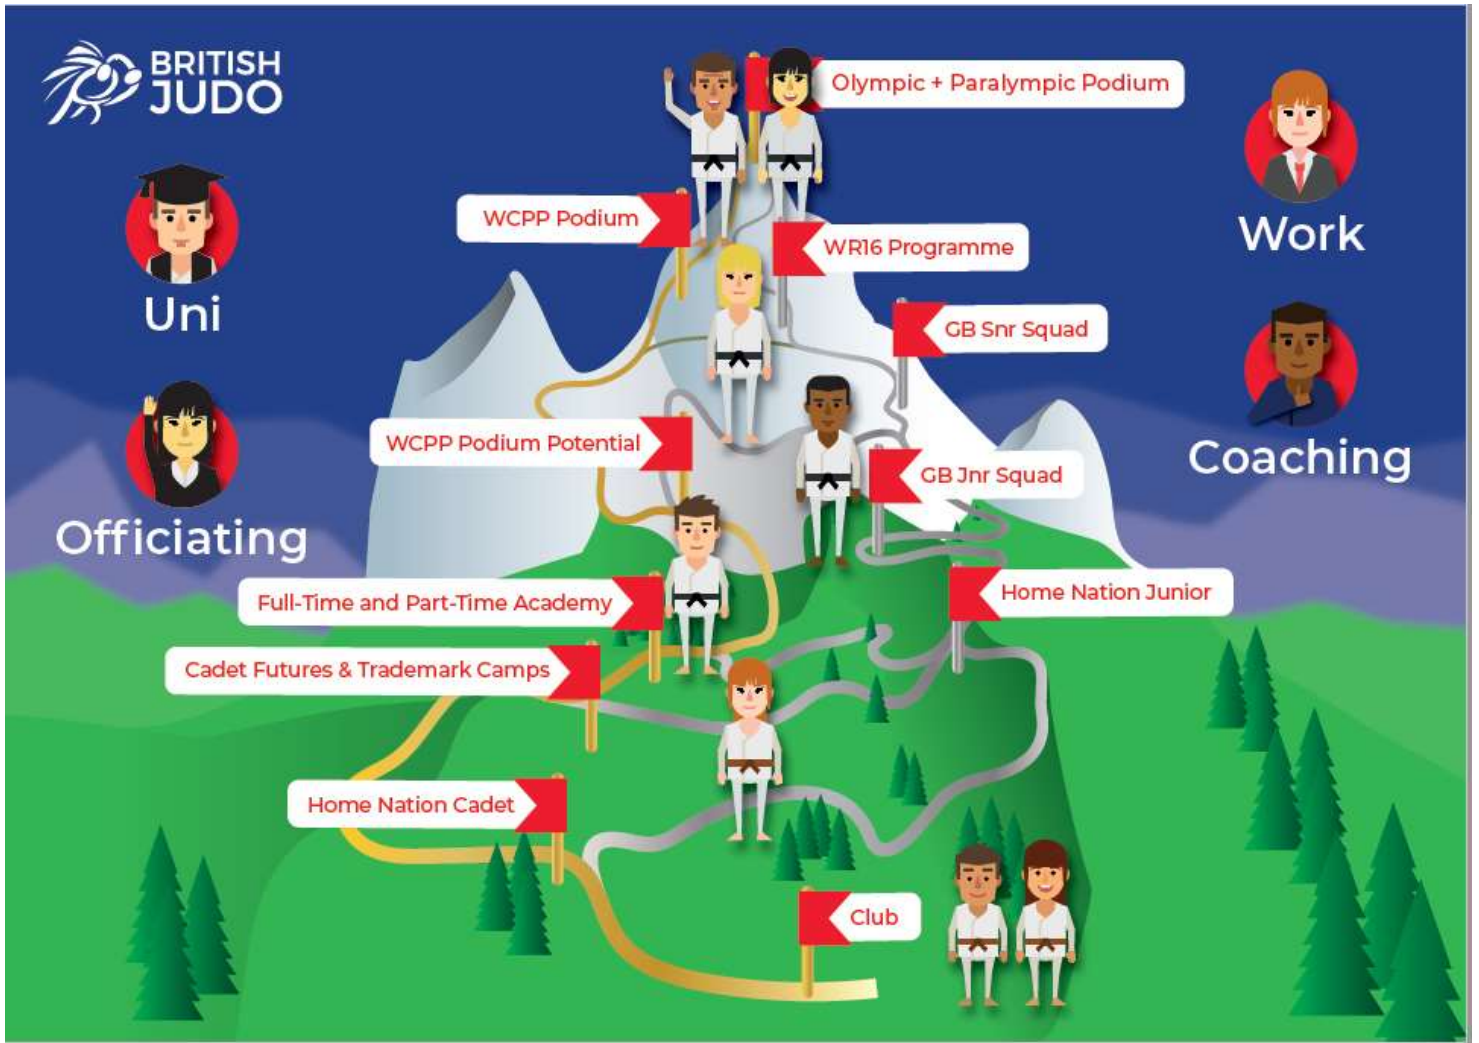 BRITISH
JUDO
Olympic + Paralympic Podium
WCPP Podium
WR16 Programme
Work
Uni
GB Snr Squad
WCPP Podium Potential
GB Jnr Squad
Coaching
Officiating
Full-Time and Part-Time Academy
Home Nation Junior
Cadet Futures & Trademark Camps
Home Nation Cadet
Club